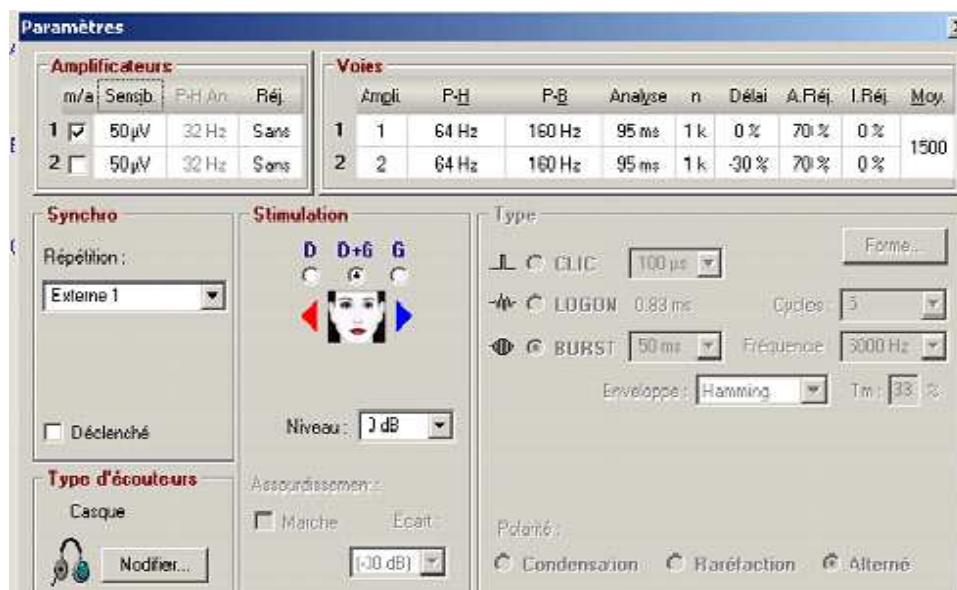 Paramètres
Amplificateurs
m/a Sensib. P-H An. Réj.
1 50µV 32 Hz Sans
2 50µV 32 Hz Sans
Voies
Ampli. P-H P-B Analyse n Délai A.Réj. I.Réj. Moy.
1 1 64 Hz 160 Hz 95 ms 1 k 0 % 70 % 0 % 1500
2 2 64 Hz 160 Hz 95 ms 1 k -30 % 70 % 0 %
Synchro
Répétition :
Externe 1
Déclenché
Type d'écouteurs
Casque
Modifier...
Stimulation
D D+G G
Niveau : 0 dB
Assourdissement :
Marche Ecart :
(-30 dB)
Type
Forme...
CLIC 100 µs
LOGON 0.83 ms Cycles : 5
BURST 50 ms Fréquence 3000 Hz
Enveloppe : Hamming Tm : 33 %
Polarité :
Condensation Raréfaction Alterné